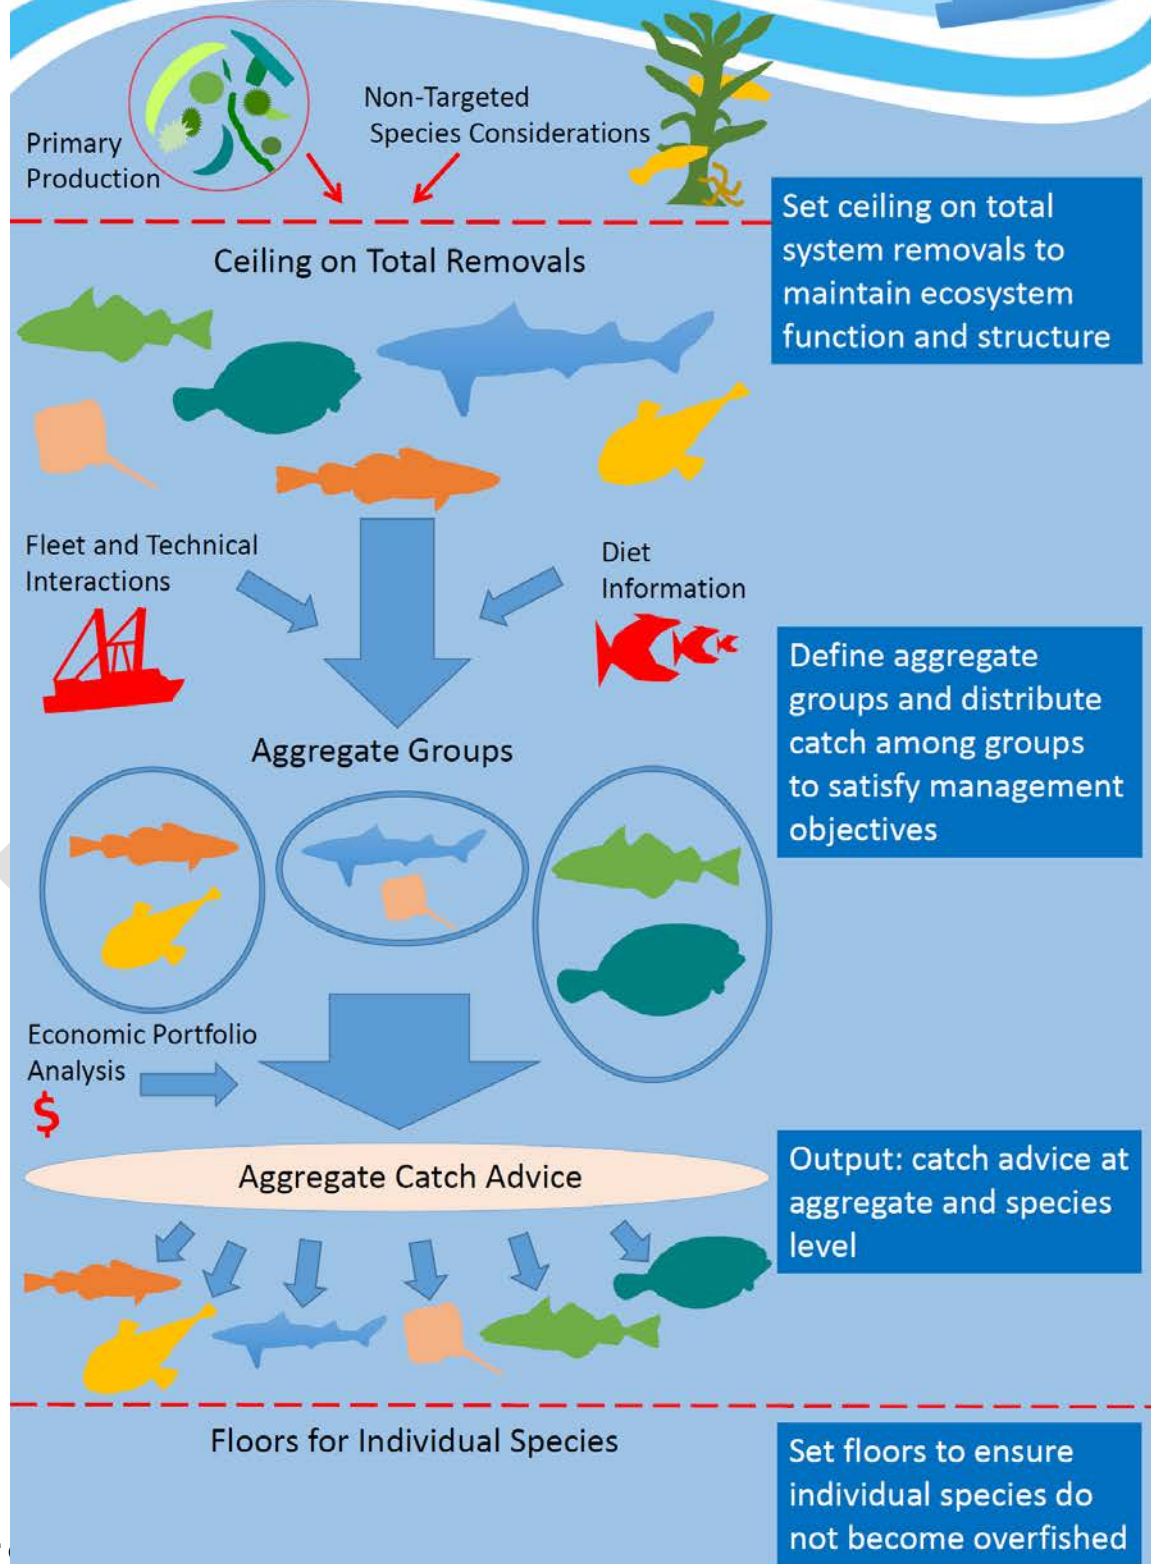 Primary
Production
Non-Targeted
Species Considerations
Set ceiling on total
system removals to
maintain ecosystem
function and structure
Ceiling on Total Removals
Fleet and Technical
Interactions
Diet
Information
Define aggregate
groups and distribute
catch among groups
to satisfy management
objectives
Aggregate Groups
Economic Portfolio
Analysis
$
Aggregate Catch Advice
Output: catch advice at
aggregate and species
level
Floors for Individual Species
Set floors to ensure
individual species do
not become overfished